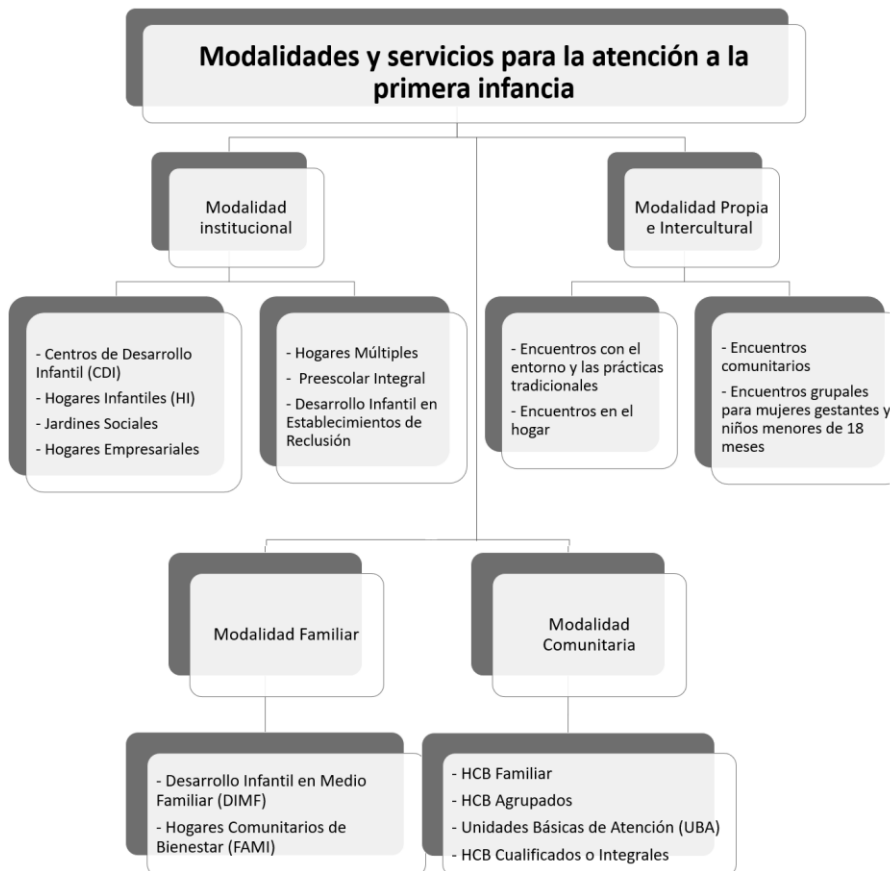 Modalidades y servicios para la atención a la
primera infancia
Modalidad
institucional
Modalidad Propia
e Intercultural
- Centros de Desarrollo
Infantil (CDI)
- Hogares Infantiles (HI)
- Jardines Sociales
- Hogares Empresariales
- Hogares Múltiples
- Preescolar Integral
- Desarrollo Infantil en
Establecimientos de
Reclusión
- Encuentros con el
entorno y las prácticas
tradicionales
- Encuentros en el
hogar
- Encuentros
comunitarios
- Encuentros grupales
para mujeres gestantes y
niños menores de 18
meses
Modalidad Familiar
Modalidad
Comunitaria
- Desarrollo Infantil en Medio
Familiar (DIMF)
- Hogares Comunitarios de
Bienestar (FAMI)
- HCB Familiar
- HCB Agrupados
- Unidades Básicas de Atención (UBA)
- HCB Cualificados o Integrales